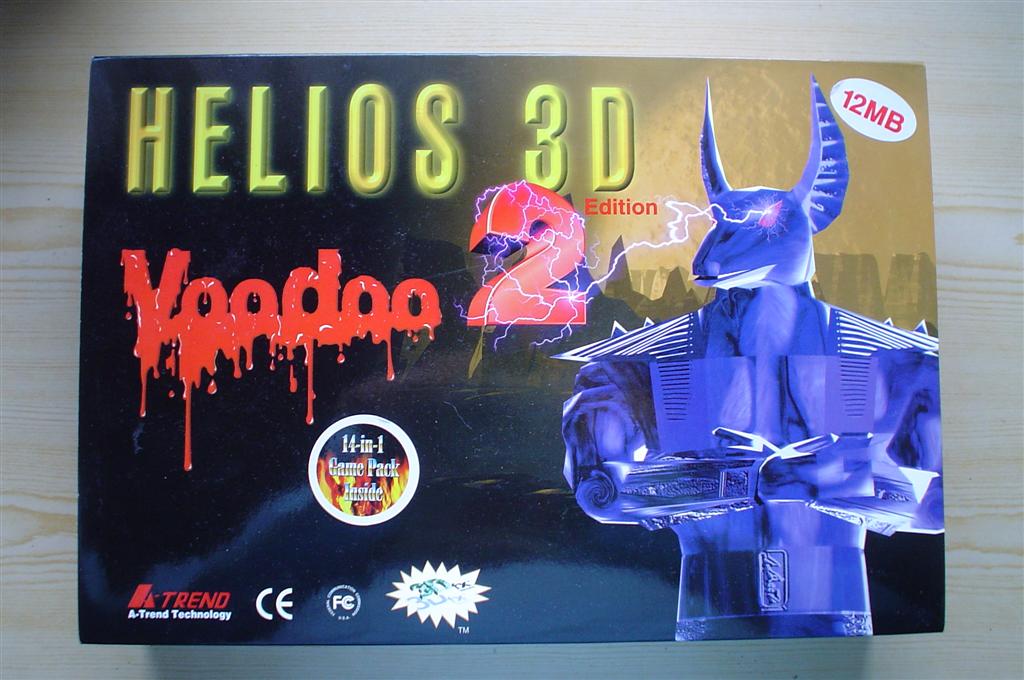 HELIOS 3D
12MB
2 Edition
Voodoo
14-in-1
Game Pack
Inside
A-TREND
A-Trend Technology
CE
FC
TM